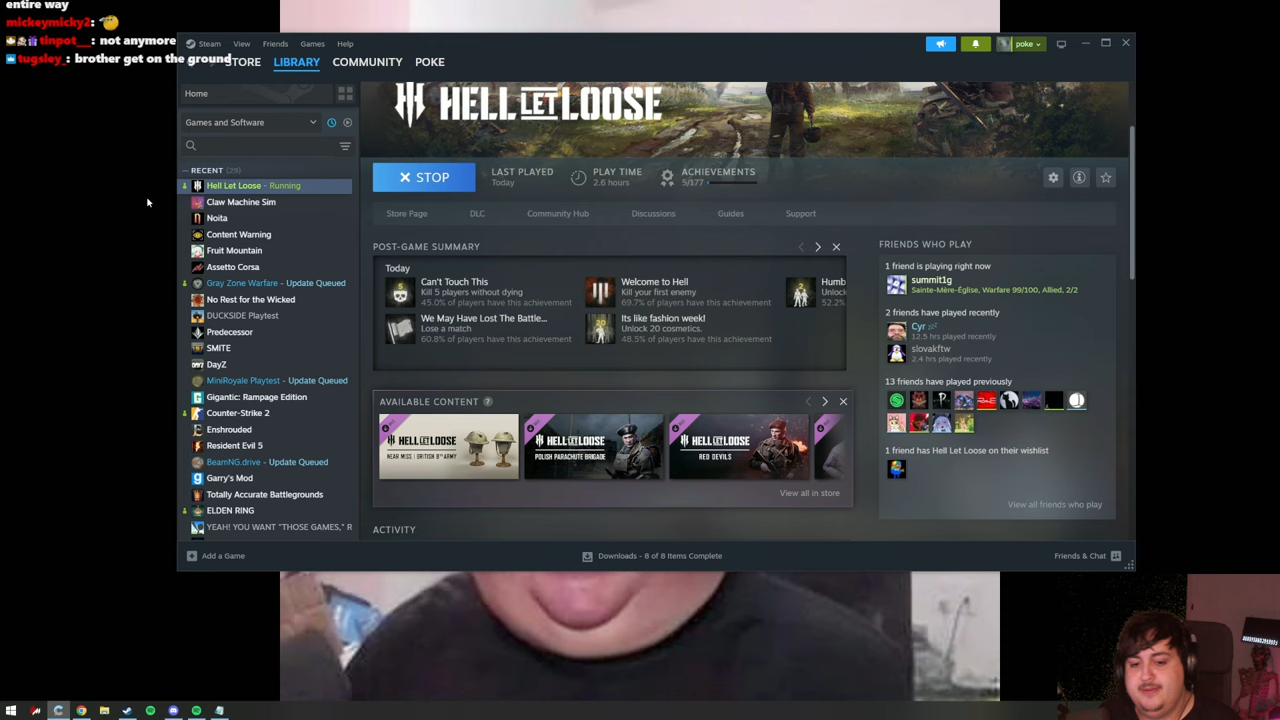 entire way
mickeymicky2:
tinpot__: not anymore
tugsley_: brother get on the ground
Steam View Friends Games Help
poke
STORE LIBRARY COMMUNITY POKE
Home
Games and Software
RECENT (29)
Hell Let Loose - Running
Claw Machine Sim
Noita
Content Warning
Fruit Mountain
Assetto Corsa
Gray Zone Warfare - Update Queued
No Rest for the Wicked
DUCKSIDE Playtest
Predecessor
SMITE
DayZ
MiniRoyale Playtest - Update Queued
Gigantic: Rampage Edition
Counter-Strike 2
Enshrouded
Resident Evil 5
BeamNG.drive - Update Queued
Garry's Mod
Totally Accurate Battlegrounds
ELDEN RING
YEAH! YOU WANT "THOSE GAMES," R
Add a Game
HELL LET LOOSE
STOP
LAST PLAYED
Today
PLAY TIME
2.6 hours
ACHIEVEMENTS
5/177
Store Page DLC Community Hub Discussions Guides Support
POST-GAME SUMMARY
Today
Can't Touch This
Kill 5 players without dying
45.0% of players have this achievement
Welcome to Hell
Kill your first enemy
69.7% of players have this achievement
Humb
Unlock
52.2%
We May Have Lost The Battle...
Lose a match
60.8% of players have this achievement
Its like fashion week!
Unlock 20 cosmetics.
48.5% of players have this achievement
AVAILABLE CONTENT ?
HELL LET LOOSE
NEAR MISS | BRITISH 8TH ARMY
HELL LET LOOSE
POLISH PARACHUTE BRIGADE
HELL LET LOOSE
RED DEVILS
View all in store
ACTIVITY
FRIENDS WHO PLAY
1 friend is playing right now
summit1g
Sainte-Mère-Église, Warfare 99/100, Allied, 2/2
2 friends have played recently
Cyr zz
12.5 hrs played recently
slovakftw
2.4 hrs played recently
13 friends have played previously
1 friend has Hell Let Loose on their wishlist
View all friends who play
Downloads - 8 of 8 Items Complete
Friends & Chat